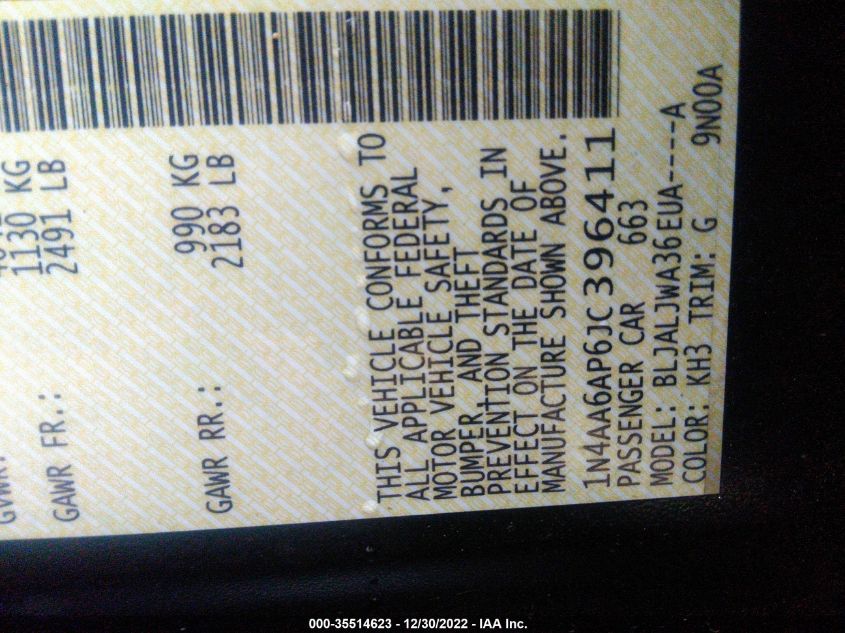 GVWR:
GAWR FR.: 1130 KG
2491 LB
GAWR RR.: 990 KG
2183 LB
THIS VEHICLE CONFORMS TO
ALL APPLICABLE FEDERAL
MOTOR VEHICLE SAFETY,
BUMPER, AND THEFT
PREVENTION STANDARDS IN
EFFECT ON THE DATE OF
MANUFACTURE SHOWN ABOVE.
1N4AA6AP6JC396411
PASSENGER CAR 663
MODEL: BLJALJWA36EUA----A
COLOR: KH3 TRIM: G 9N00A
000-35514623 - 12/30/2022 - IAA Inc.